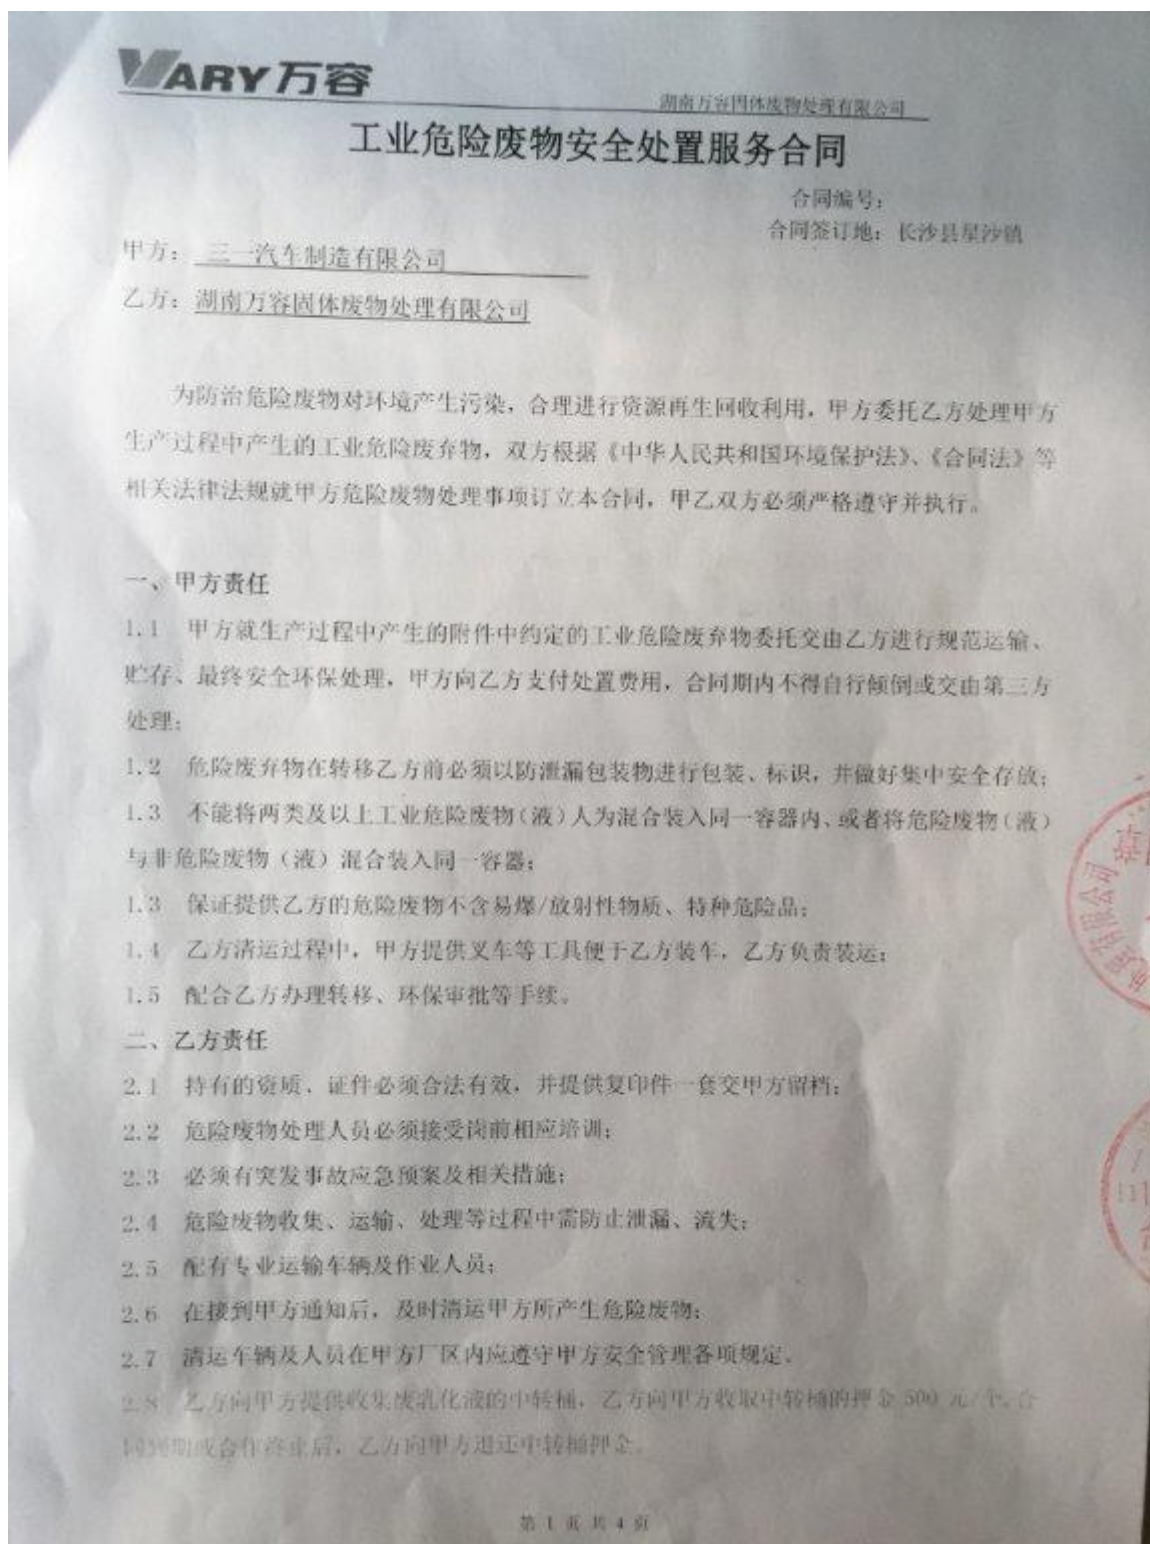 VARY万容
湖南万容固体废物处理有限公司
工业危险废物安全处置服务合同
合同编号：
合同签订地：长沙县星沙镇
甲方：三一汽车制造有限公司
乙方：湖南万容固体废物处理有限公司
为防治危险废物对环境产生污染，合理进行资源再生回收利用，甲方委托乙方处理甲方
生产过程中产生的工业危险废弃物，双方根据《中华人民共和国环境保护法》、《合同法》等
相关法律法规就甲方危险废物处理事项订立本合同，甲乙双方必须严格遵守并执行。
一、甲方责任
1.1 甲方就生产过程中产生的附件中约定的工业危险废弃物委托交由乙方进行规范运输、
贮存、最终安全环保处理，甲方向乙方支付处置费用，合同期内不得自行倾倒或交由第三方
处理；
1.2 危险废弃物在转移乙方前必须以防泄漏包装物进行包装、标识，并做好集中安全存放；
1.3 不能将两类及以上工业危险废物（液）人为混合装入同一容器内、或者将危险废物（液）
与非危险废物（液）混合装入同一容器；
1.3 保证提供乙方的危险废物不含易爆/放射性物质、特种危险品；
1.4 乙方清运过程中，甲方提供叉车等工具便于乙方装车，乙方负责装运；
1.5 配合乙方办理转移、环保审批等手续。
二、乙方责任
2.1 持有的资质、证件必须合法有效，并提供复印件一套交甲方留档；
2.2 危险废物处理人员必须接受岗前相应培训；
2.3 必须有突发事故应急预案及相关措施；
2.4 危险废物收集、运输、处理等过程中需防止泄漏、流失；
2.5 配有专业运输车辆及作业人员；
2.6 在接到甲方通知后，及时清运甲方所产生危险废物；
2.7 清运车辆及人员在甲方厂区内应遵守甲方安全管理各项规定。
2.8 乙方向甲方提供收集废乳化液的中转桶，乙方向甲方收取中转桶的押金 500 元/个。合
同到期或合作终止后，乙方向甲方退还中转桶押金。
第 1 页 共 4 页
有限公司